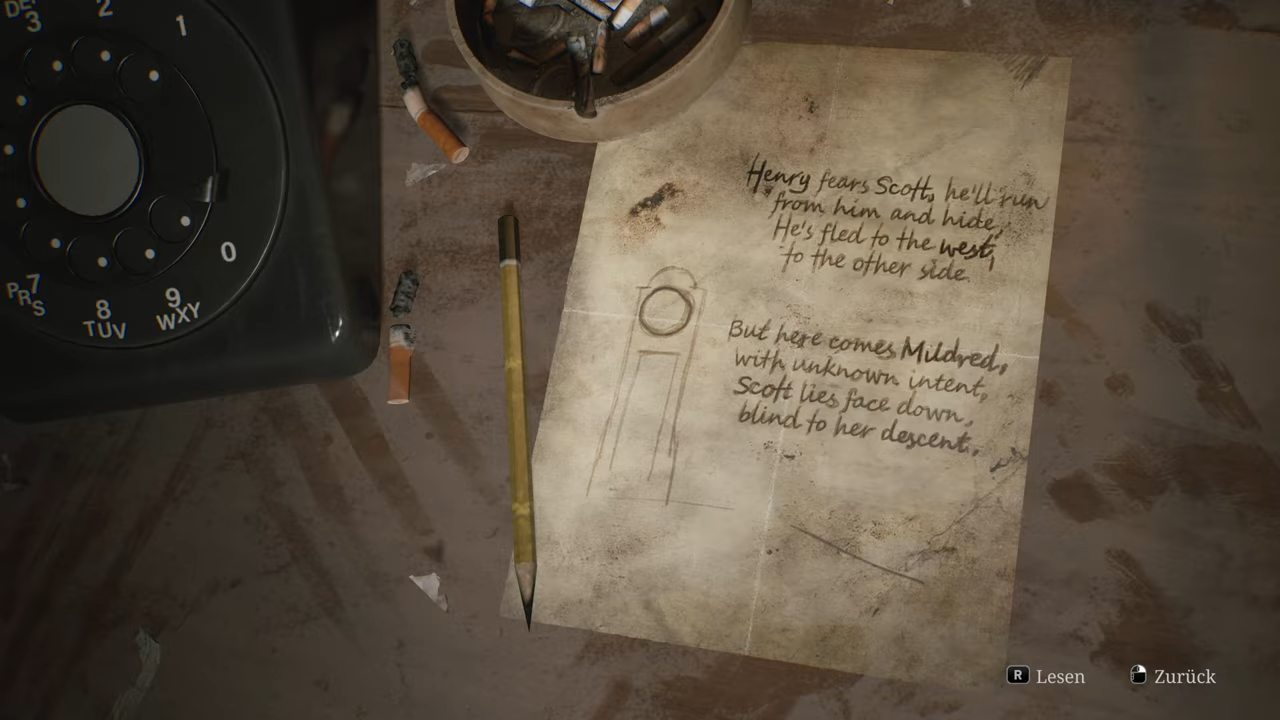 DE
3
2
1
0
7
PRS
8
TUV
9
WXY
Henry fears Scott, he'll run
from him and hide,
He's fled to the west,
to the other side.
But here comes Mildred,
with unknown intent,
Scott lies face down,
blind to her descent.
R Lesen
Zurück